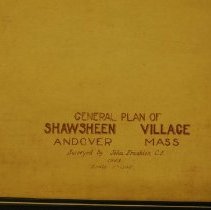 GENERAL PLAN OF
SHAWSHEEN VILLAGE
ANDOVER MASS
Surveyed by John Franklin C.E.